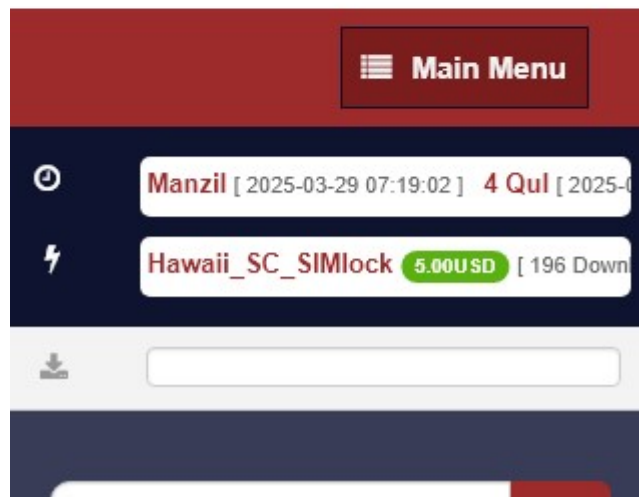 Main Menu
Manzil [ 2025-03-29 07:19:02 ] 4 Qul [ 2025-
Hawaii_SC_SIMlock 5.00USD [ 196 Downl